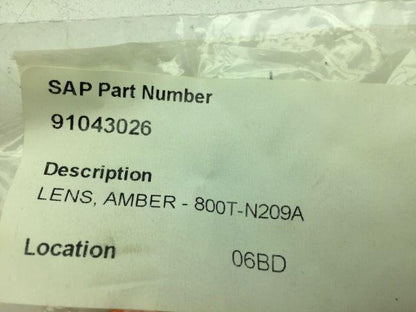 SAP Part Number
91043026
Description
LENS, AMBER - 800T-N209A
Location 06BD